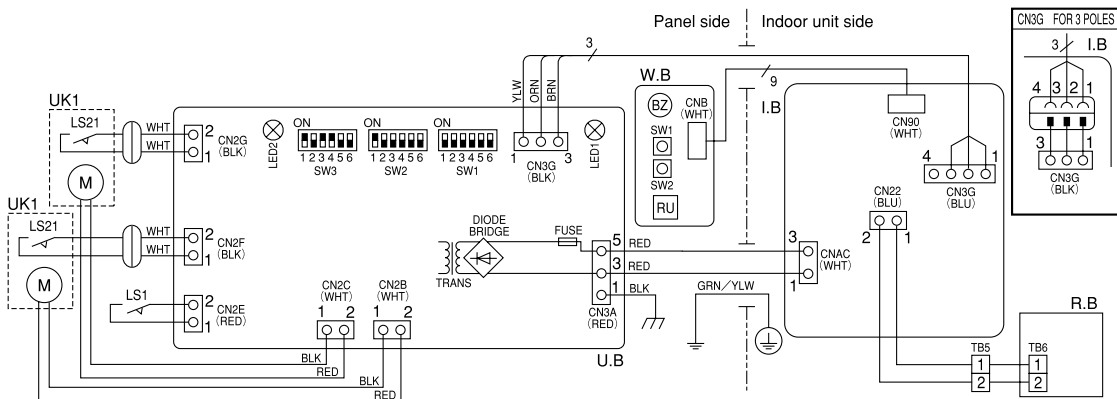 Panel side
Indoor unit side
CN3G FOR 3 POLES
3
I.B
4 3 2 1
3 1
CN3G
(BLK)
3
9
W.B
BZ
CNB
(WHT)
SW1
SW2
RU
I.B
CN90
(WHT)
4 1
CN3G
(BLU)
CN22
(BLU)
2 1
3
1
CNAC
(WHT)
UK1
LS21
WHT
WHT
2
1
CN2G
(BLK)
M
LED2
ON
1 2 3 4 5 6
SW3
ON
1 2 3 4 5 6
SW2
ON
1 2 3 4 5 6
SW1
YLW
ORN
BRN
1 3
CN3G
(BLK)
LED1
UK1
LS21
WHT
WHT
2
1
CN2F
(BLK)
M
DIODE
BRIDGE
FUSE
TRANS
5
3
1
RED
RED
BLK
CN3A
(RED)
GRN/YLW
LS1
2
1
CN2E
(RED)
CN2C
(WHT)
1 2
CN2B
(WHT)
1 2
BLK
RED
BLK
RED
U.B
R.B
TB5
1
2
TB6
1
2